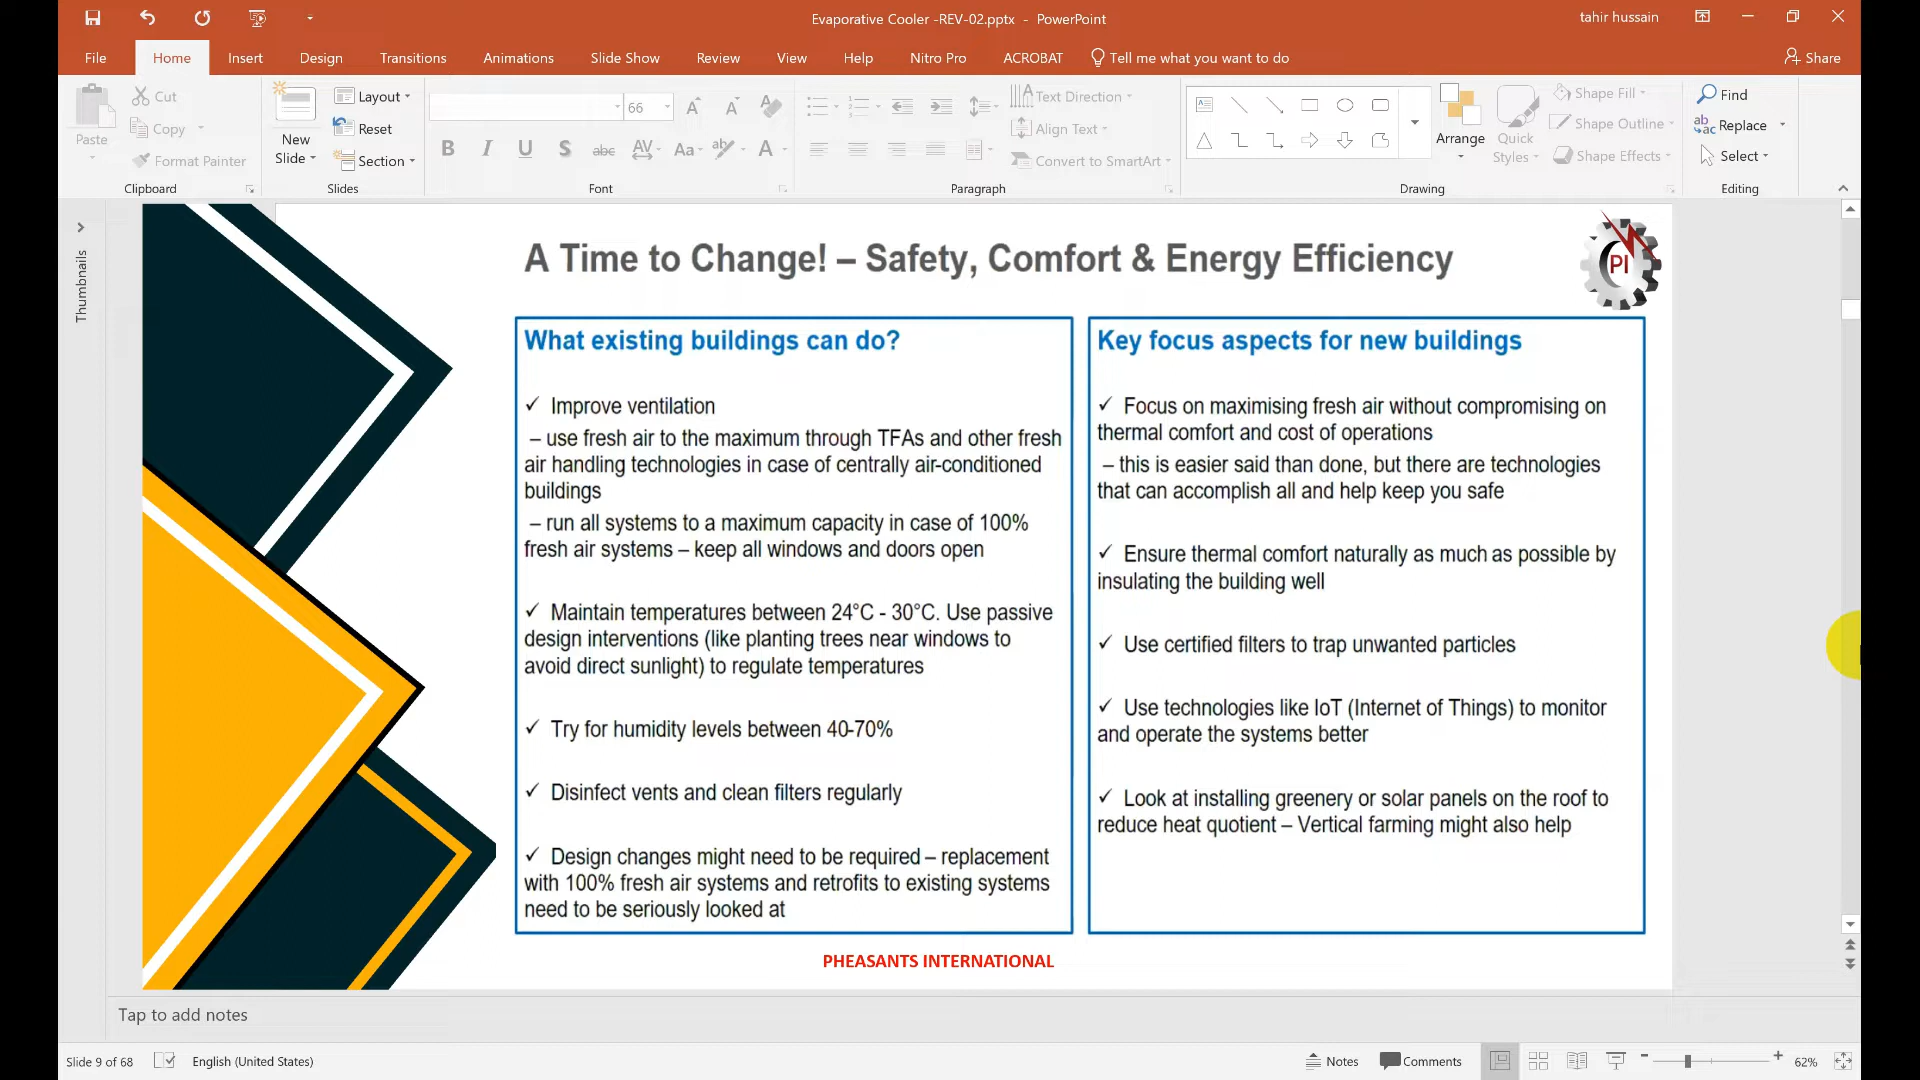 Evaporative Cooler -REV-02.pptx - PowerPoint
tahir hussain
File Home Insert Design Transitions Animations Slide Show Review View Help Nitro Pro ACROBAT Tell me what you want to do Share
Paste
Cut
Copy
Format Painter
Clipboard
New
Slide
Layout
Reset
Section
Slides
66
B I U S abc AV Aa A
Font
Text Direction
Align Text
Convert to SmartArt
Paragraph
Arrange
Quick
Styles
Shape Fill
Shape Outline
Shape Effects
Drawing
Find
Replace
Select
Editing
Thumbnails
A Time to Change! – Safety, Comfort & Energy Efficiency
PI
What existing buildings can do?
✓ Improve ventilation
– use fresh air to the maximum through TFAs and other fresh
air handling technologies in case of centrally air-conditioned
buildings
– run all systems to a maximum capacity in case of 100%
fresh air systems – keep all windows and doors open
✓ Maintain temperatures between 24°C - 30°C. Use passive
design interventions (like planting trees near windows to
avoid direct sunlight) to regulate temperatures
✓ Try for humidity levels between 40-70%
✓ Disinfect vents and clean filters regularly
✓ Design changes might need to be required – replacement
with 100% fresh air systems and retrofits to existing systems
need to be seriously looked at
Key focus aspects for new buildings
✓ Focus on maximising fresh air without compromising on
thermal comfort and cost of operations
– this is easier said than done, but there are technologies
that can accomplish all and help keep you safe
✓ Ensure thermal comfort naturally as much as possible by
insulating the building well
✓ Use certified filters to trap unwanted particles
✓ Use technologies like IoT (Internet of Things) to monitor
and operate the systems better
✓ Look at installing greenery or solar panels on the roof to
reduce heat quotient – Vertical farming might also help
PHEASANTS INTERNATIONAL
Tap to add notes
Slide 9 of 68 English (United States) Notes Comments 62%